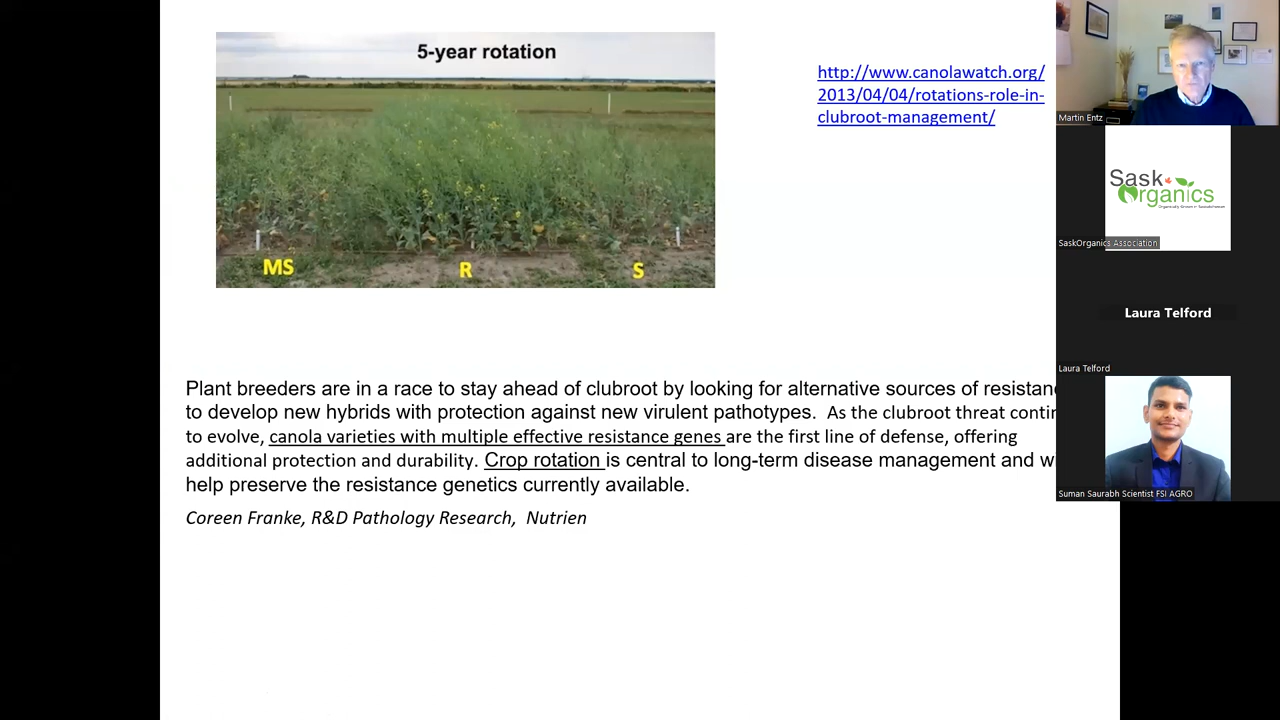 5-year rotation
MS
R
S
http://www.canolawatch.org/
2013/04/04/rotations-role-in-
clubroot-management/
Plant breeders are in a race to stay ahead of clubroot by looking for alternative sources of resistan
to develop new hybrids with protection against new virulent pathotypes. As the clubroot threat contin
to evolve, canola varieties with multiple effective resistance genes are the first line of defense, offering
additional protection and durability. Crop rotation is central to long-term disease management and w
help preserve the resistance genetics currently available.
Coreen Franke, R&D Pathology Research, Nutrien
Martin Entz
Sask
Organics
SaskOrganics Association
Laura Telford
Laura Telford
Suman Saurabh Scientist FSI AGRO